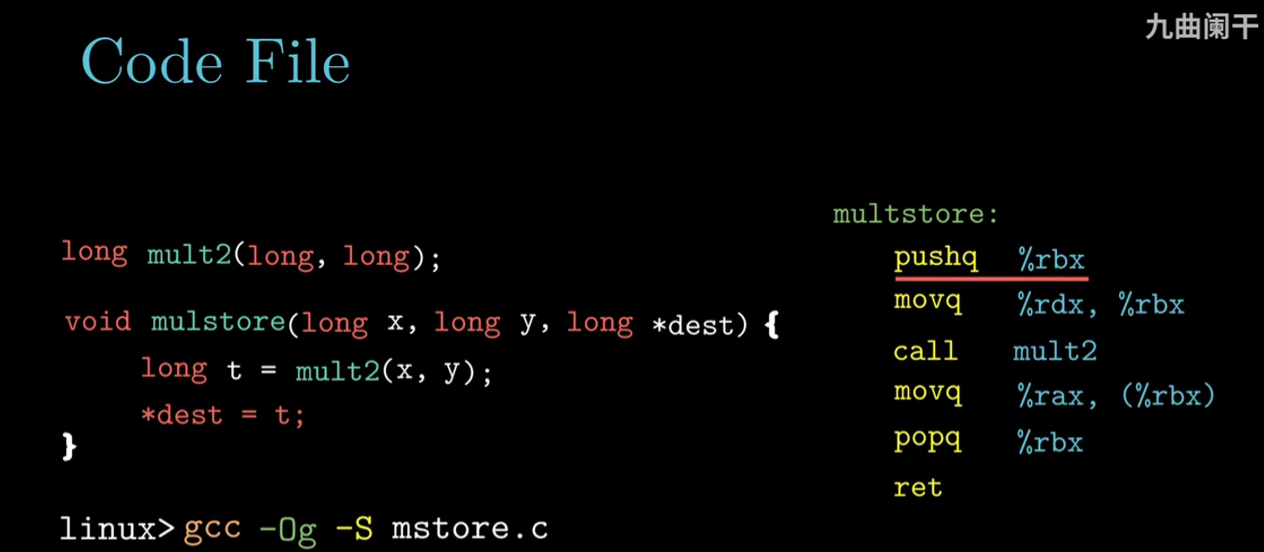 九曲阑干
Code File
long mult2(long, long);
void mulstore(long x, long y, long *dest) {
long t = mult2(x, y);
*dest = t;
}
linux> gcc -Og -S mstore.c
multstore:
pushq %rbx
movq %rdx, %rbx
call mult2
movq %rax, (%rbx)
popq %rbx
ret